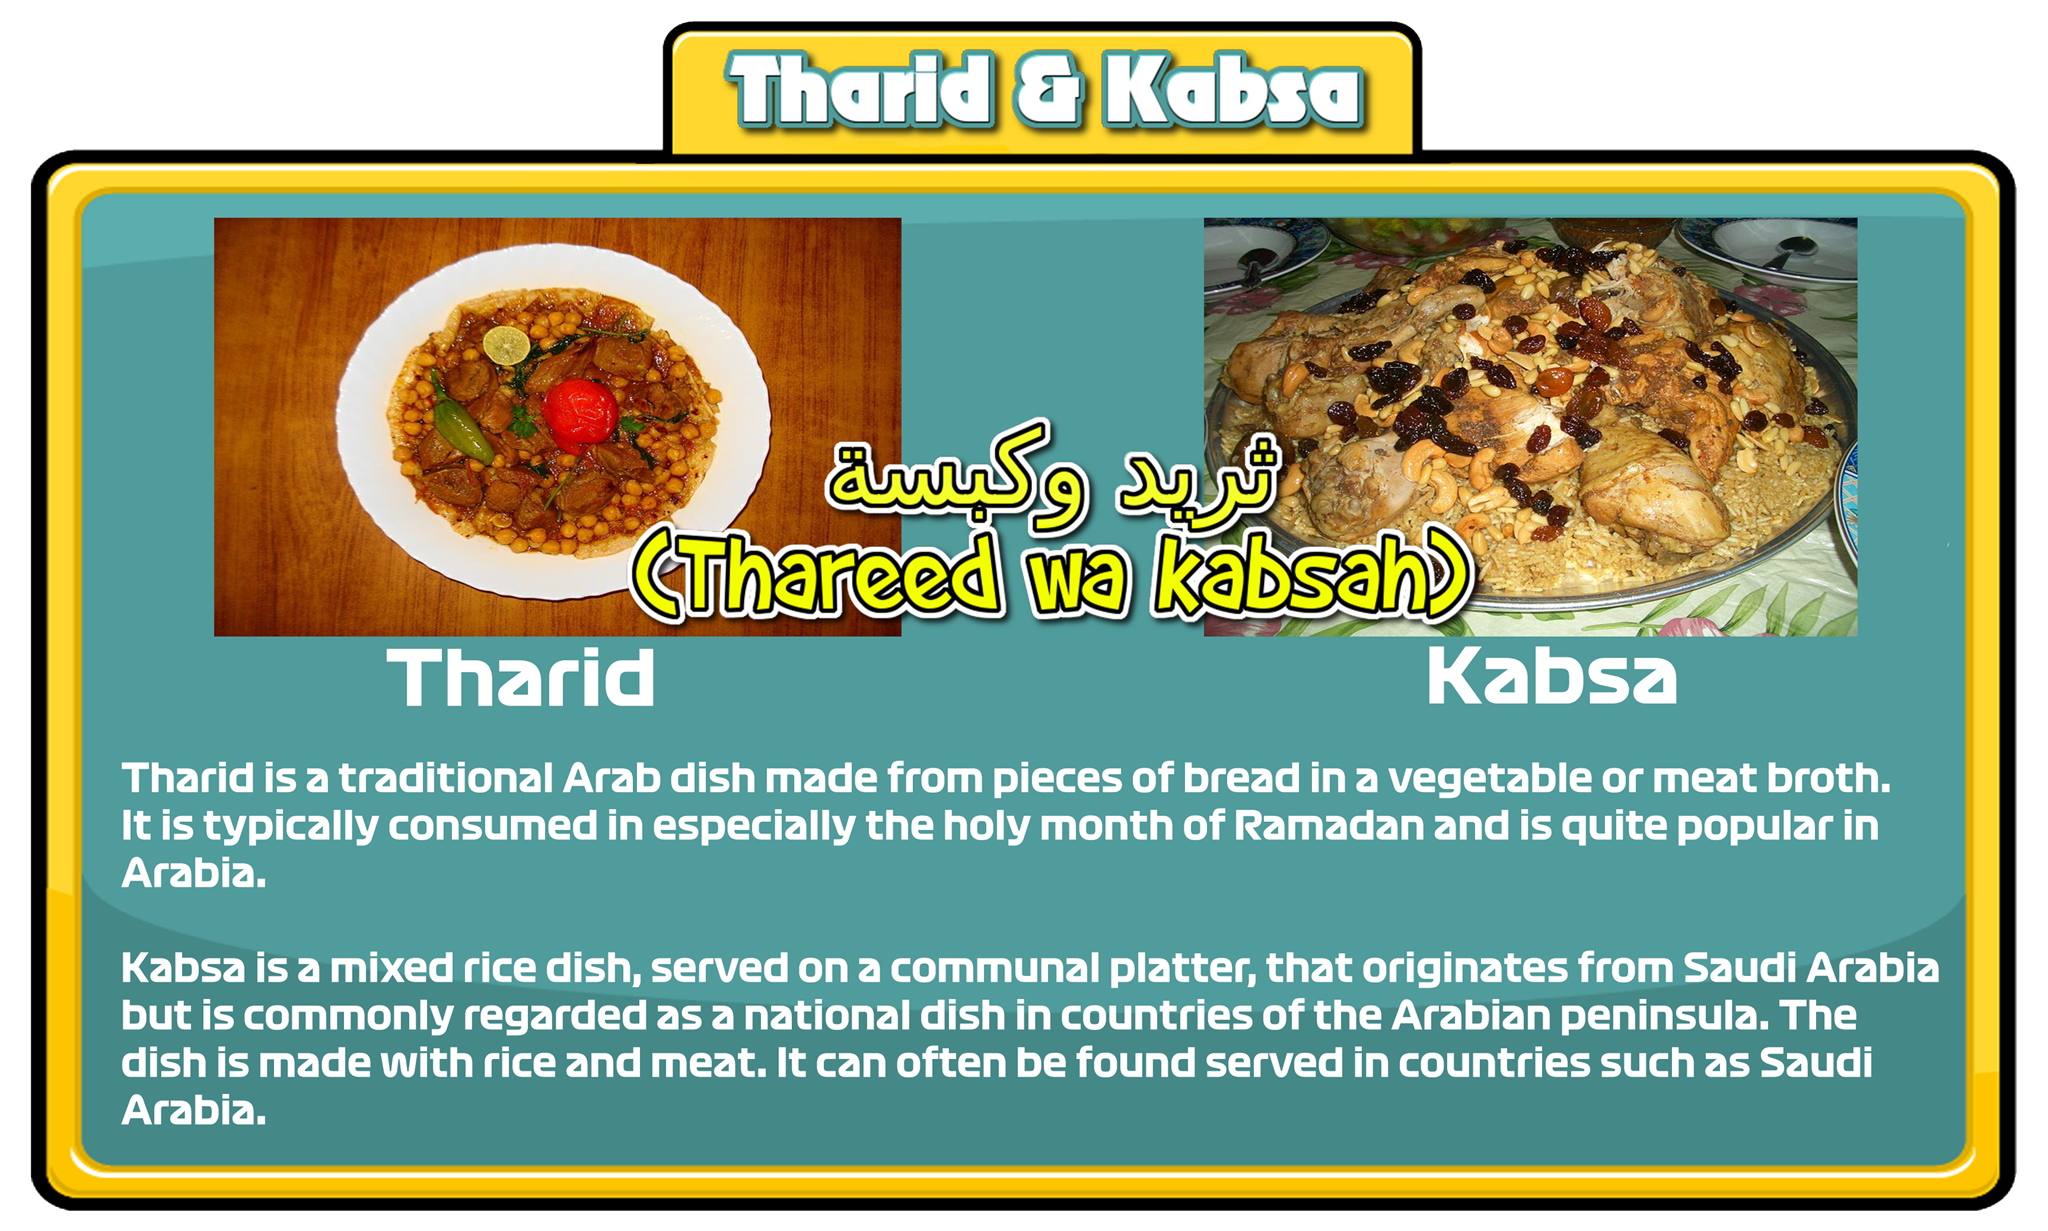 Tharid & Kabsa
ثريد وكبسة
(Thareed wa kabsah)
Tharid
Kabsa
Tharid is a traditional Arab dish made from pieces of bread in a vegetable or meat broth.
It is typically consumed in especially the holy month of Ramadan and is quite popular in
Arabia.
Kabsa is a mixed rice dish, served on a communal platter, that originates from Saudi Arabia
but is commonly regarded as a national dish in countries of the Arabian peninsula. The
dish is made with rice and meat. It can often be found served in countries such as Saudi
Arabia.